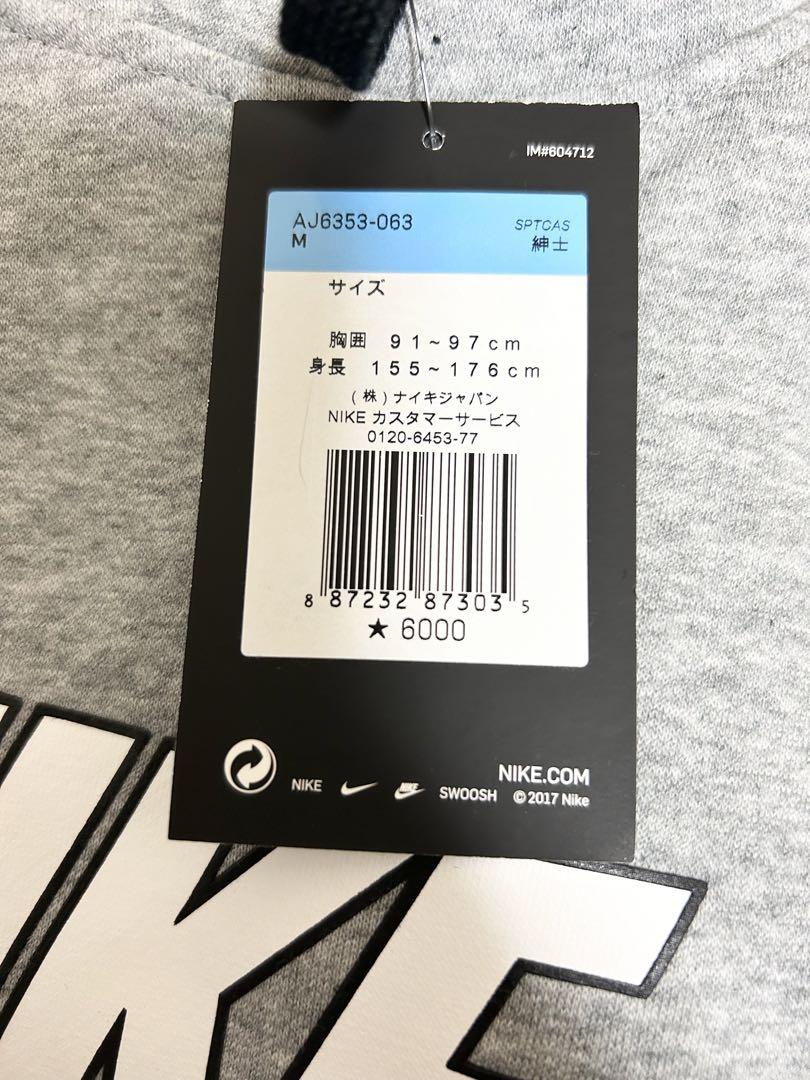 IM#604712
AJ6353-063 SPTCAS
M 紳士
サイズ
胸囲 91~97cm
身長 155~176cm
(株)ナイキジャパン
NIKE カスタマーサービス
0120-6453-77
8 87232 87303 5
★ 6000
NIKE.COM
NIKE NIKE SWOOSH © 2017 Nike
IKE